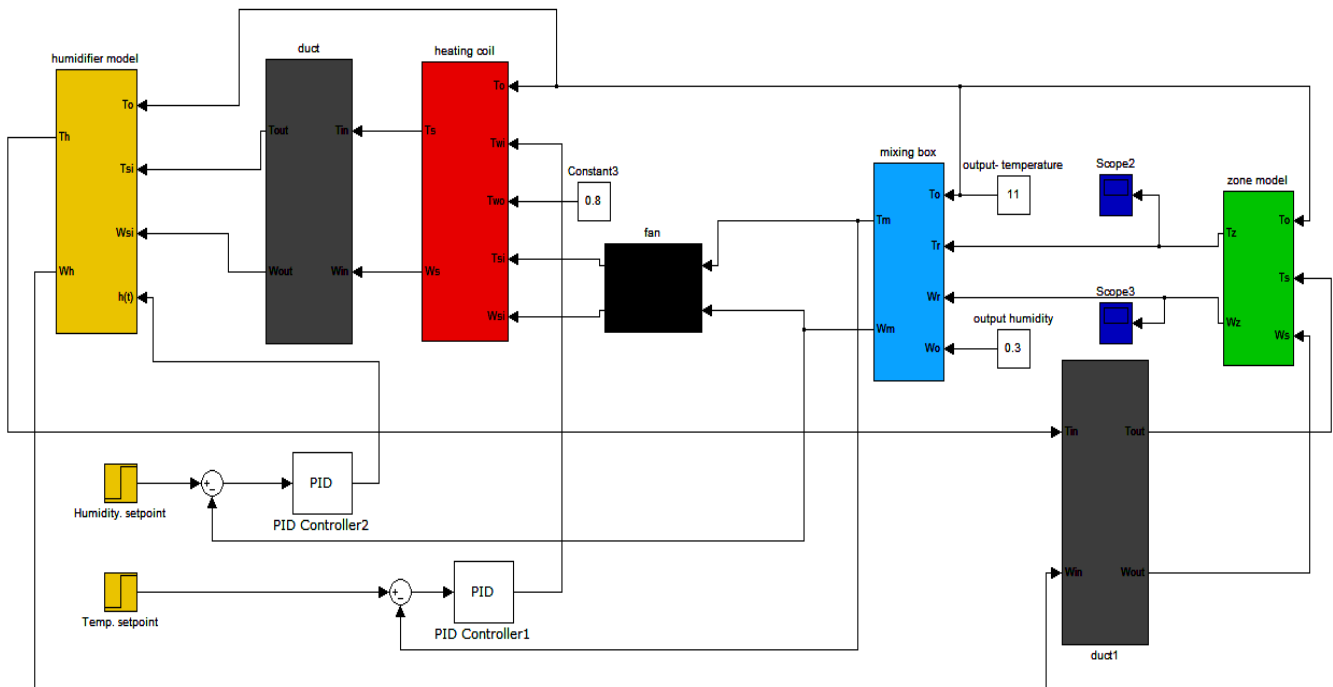 humidifier model
To
Th
Tsi
Wsi
Wh
h(t)
duct
Tout
Tin
Wout
Win
heating coil
To
Ts
Twi
Two
Tsi
Ws
Wsi
Constant3
0.8
fan
mixing box
To
Tm
Tr
Wr
Wm
Wo
output- temperature
11
output humidity
0.3
Scope2
Scope3
zone model
To
Tz
Ts
Wz
Ws
Tin
Tout
Win
Wout
duct1
Humidity. setpoint
+
-
PID
PID Controller2
Temp. setpoint
+
-
PID
PID Controller1